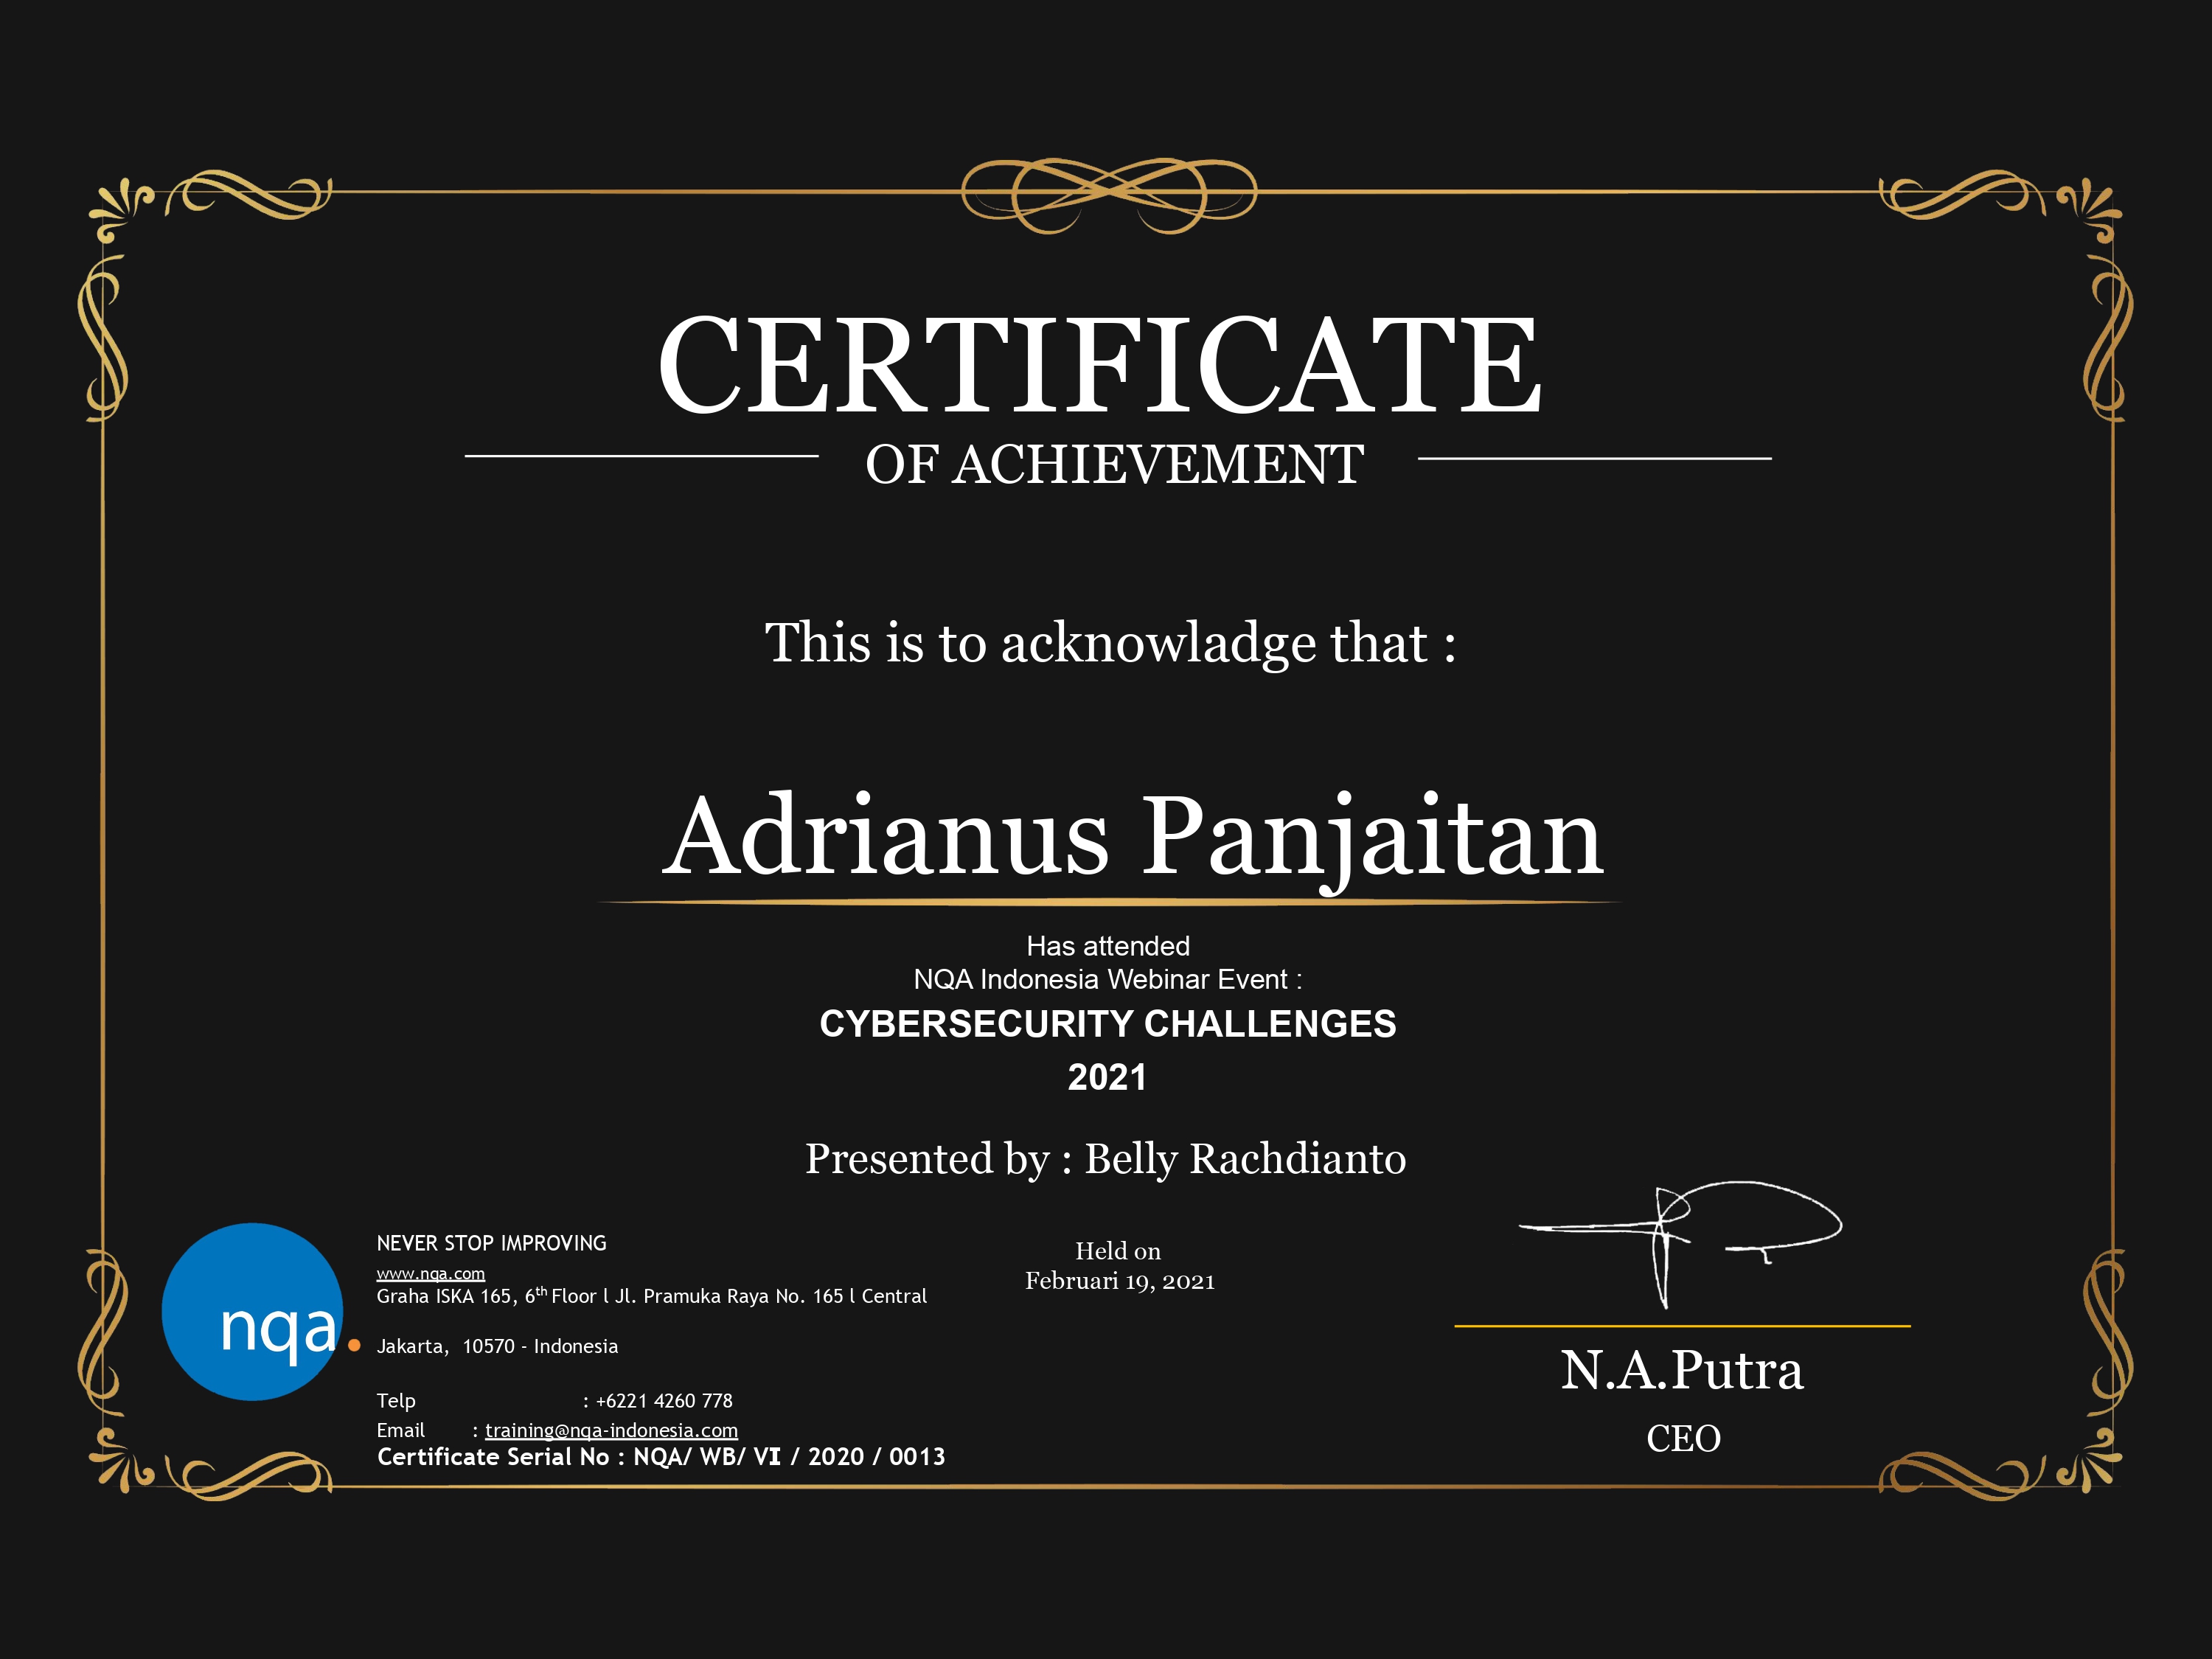 CERTIFICATE
OF ACHIEVEMENT
This is to acknowladge that :
Adrianus Panjaitan
Has attended
NQA Indonesia Webinar Event :
CYBERSECURITY CHALLENGES
2021
Presented by : Belly Rachdianto
nqa.
NEVER STOP IMPROVING
www.nqa.com
Graha ISKA 165, 6th Floor l Jl. Pramuka Raya No. 165 l Central
Jakarta, 10570 - Indonesia
Telp : +6221 4260 778
Email : training@nqa-indonesia.com
Certificate Serial No : NQA/ WB/ VI / 2020 / 0013
Held on
Februari 19, 2021
N.A.Putra
CEO